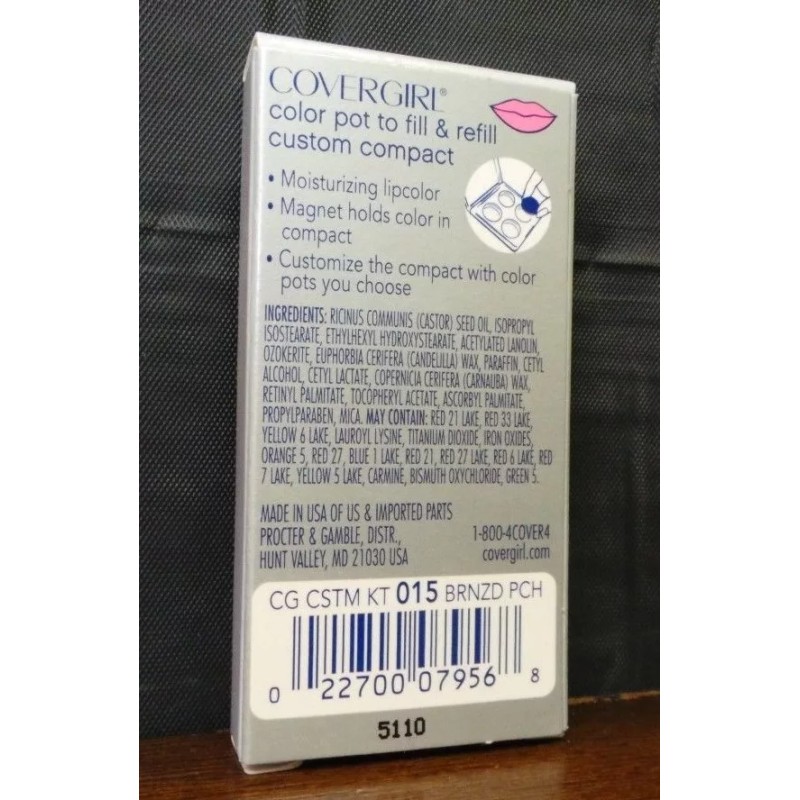 COVERGIRL®
color pot to fill & refill
custom compact
• Moisturizing lipcolor
• Magnet holds color in
compact
• Customize the compact with color
pots you choose
INGREDIENTS: RICINUS COMMUNIS (CASTOR) SEED OIL, ISOPROPYL
ISOSTEARATE, ETHYLHEXYL HYDROXYSTEARATE, ACETYLATED LANOLIN,
OZOKERITE, EUPHORBIA CERIFERA (CANDELILLA) WAX, PARAFFIN, CETYL
ALCOHOL, CETYL LACTATE, COPERNICIA CERIFERA (CARNAUBA) WAX,
RETINYL PALMITATE, TOCOPHERYL ACETATE, ASCORBYL PALMITATE,
PROPYLPARABEN, MICA. MAY CONTAIN: RED 21 LAKE, RED 33 LAKE,
YELLOW 6 LAKE, LAUROYL LYSINE, TITANIUM DIOXIDE, IRON OXIDES,
ORANGE 5, RED 27, BLUE 1 LAKE, RED 21, RED 27 LAKE, RED 6 LAKE, RED
7 LAKE, YELLOW 5 LAKE, CARMINE, BISMUTH OXYCHLORIDE, GREEN 5.
MADE IN USA OF US & IMPORTED PARTS
PROCTER & GAMBLE, DISTR., 1-800-4COVER4
HUNT VALLEY, MD 21030 USA covergirl.com
CG CSTM KT 015 BRNZD PCH
0 22700 07956 8
5110